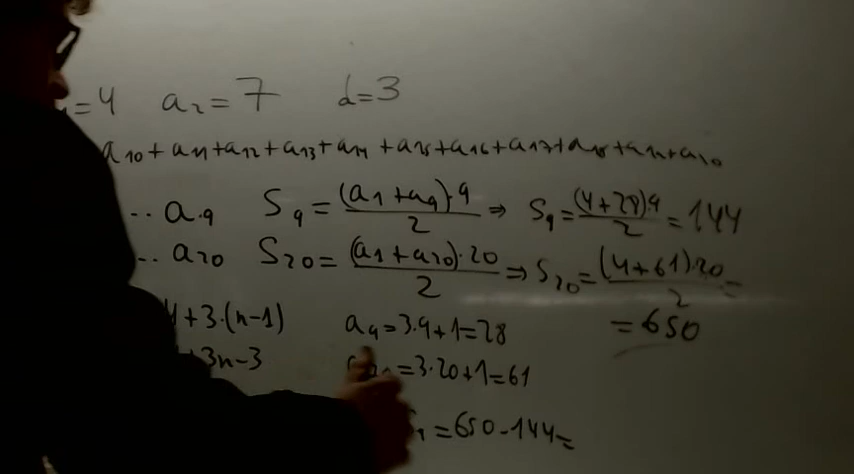 =4 a₂=7 d=3
a₁₀+a₁₁+a₁₂+a₁₃+a₁₄+a₁₅+a₁₆+a₁₇+a₁₈+a₁₉+a₂₀
.. a₉ S₉=(a₁+a₉)·9/2 ⇒ S₉=(4+28)9/2=144
.. a₂₀ S₂₀=(a₁+a₂₀)·20/2 ⇒ S₂₀=(4+61)·20/2=
=650
4+3·(n-1) a₉=3·9+1=28
+3n-3 =3·20+1=61
=650-144=